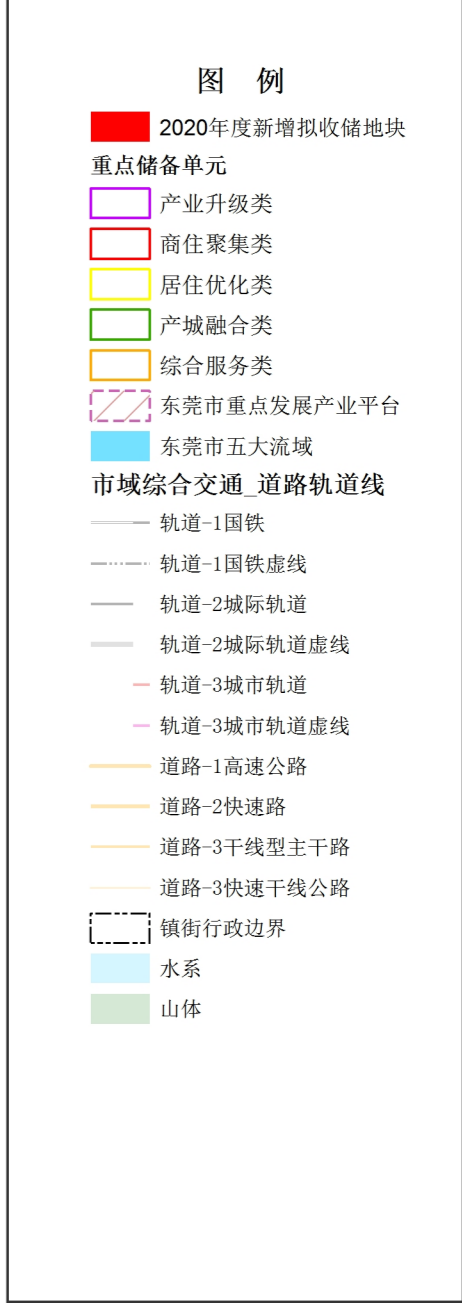 图 例
2020年度新增拟收储地块
重点储备单元
产业升级类
商住聚集类
居住优化类
产城融合类
综合服务类
东莞市重点发展产业平台
东莞市五大流域
市域综合交通_道路轨道线
轨道-1国铁
轨道-1国铁虚线
轨道-2城际轨道
轨道-2城际轨道虚线
轨道-3城市轨道
轨道-3城市轨道虚线
道路-1高速公路
道路-2快速路
道路-3干线型主干路
道路-3快速干线公路
镇街行政边界
水系
山体